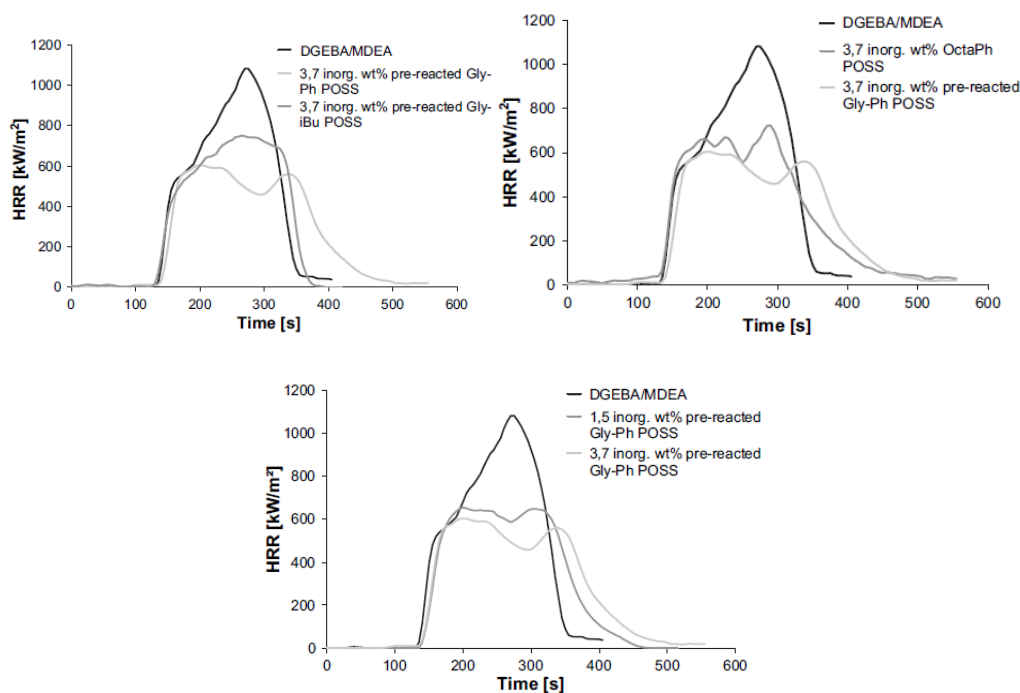 1200
1000
800
600
400
200
0
HRR [kW/m²]
0 100 200 300 400 500 600
Time [s]
DGEBA/MDEA
3,7 inorg. wt% pre-reacted Gly-
Ph POSS
3,7 inorg. wt% pre-reacted Gly-
iBu POSS
1200
1000
800
600
400
200
0
HRR [kW/m²]
0 100 200 300 400 500 600
Time [s]
DGEBA/MDEA
3,7 inorg. wt% OctaPh
POSS
3,7 inorg. wt% pre-reacted
Gly-Ph POSS
1200
1000
800
600
400
200
0
HRR [kW/m²]
0 100 200 300 400 500 600
Time [s]
DGEBA/MDEA
1,5 inorg. wt% pre-reacted
Gly-Ph POSS
3,7 inorg. wt% pre-reacted
Gly-Ph POSS